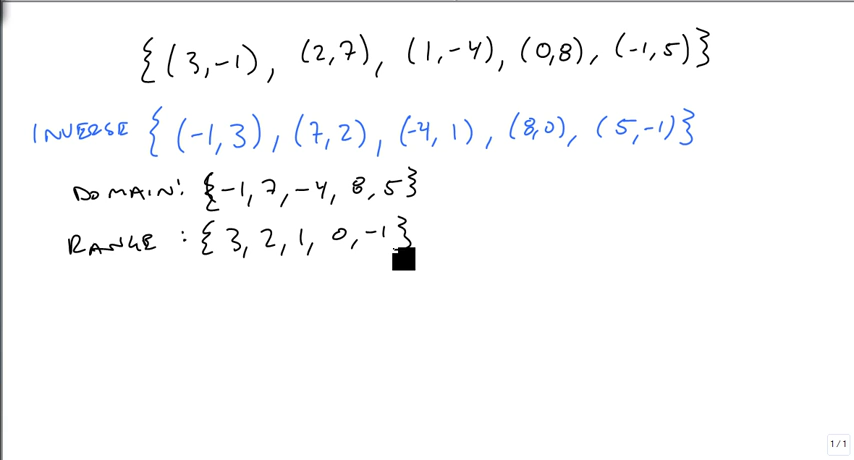 {(3,-1), (2,7), (1,-4), (0,8), (-1,5)}
INVERSE {(-1,3), (7,2), (-4,1), (8,0), (5,-1)}
DOMAIN: {-1,7,-4,8,5}
RANGE: {3,2,1,0,-1}
1/1